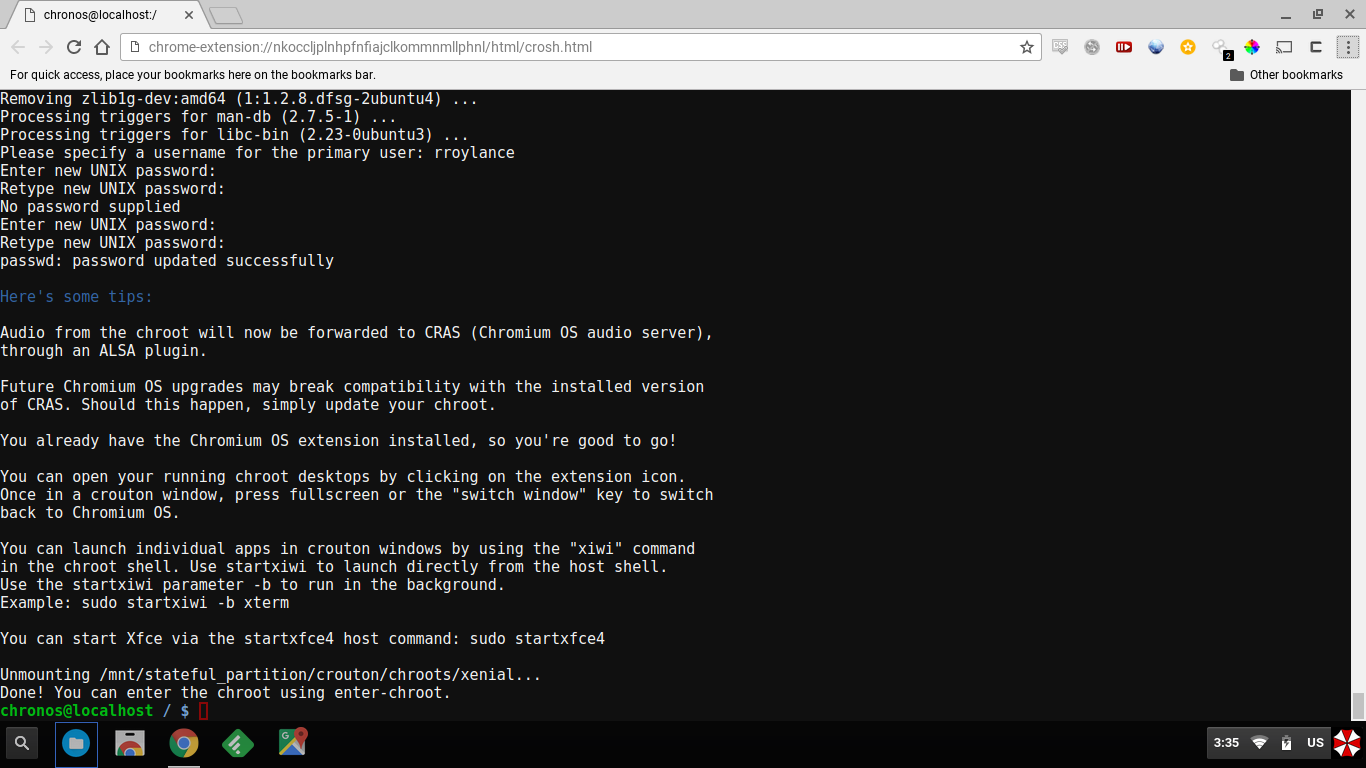 chronos@localhost:/
chrome-extension://nkoccljplnhpfnfiajclkommnmllphnl/html/crosh.html
CSS
2
For quick access, place your bookmarks here on the bookmarks bar.
Other bookmarks
Removing zlib1g-dev:amd64 (1:1.2.8.dfsg-2ubuntu4) ...
Processing triggers for man-db (2.7.5-1) ...
Processing triggers for libc-bin (2.23-0ubuntu3) ...
Please specify a username for the primary user: rroylance
Enter new UNIX password:
Retype new UNIX password:
No password supplied
Enter new UNIX password:
Retype new UNIX password:
passwd: password updated successfully
Here's some tips:
Audio from the chroot will now be forwarded to CRAS (Chromium OS audio server),
through an ALSA plugin.
Future Chromium OS upgrades may break compatibility with the installed version
of CRAS. Should this happen, simply update your chroot.
You already have the Chromium OS extension installed, so you're good to go!
You can open your running chroot desktops by clicking on the extension icon.
Once in a crouton window, press fullscreen or the "switch window" key to switch
back to Chromium OS.
You can launch individual apps in crouton windows by using the "xiwi" command
in the chroot shell. Use startxiwi to launch directly from the host shell.
Use the startxiwi parameter -b to run in the background.
Example: sudo startxiwi -b xterm
You can start Xfce via the startxfce4 host command: sudo startxfce4
Unmounting /mnt/stateful_partition/crouton/chroots/xenial...
Done! You can enter the chroot using enter-chroot.
chronos@localhost / $
G
3:35
US